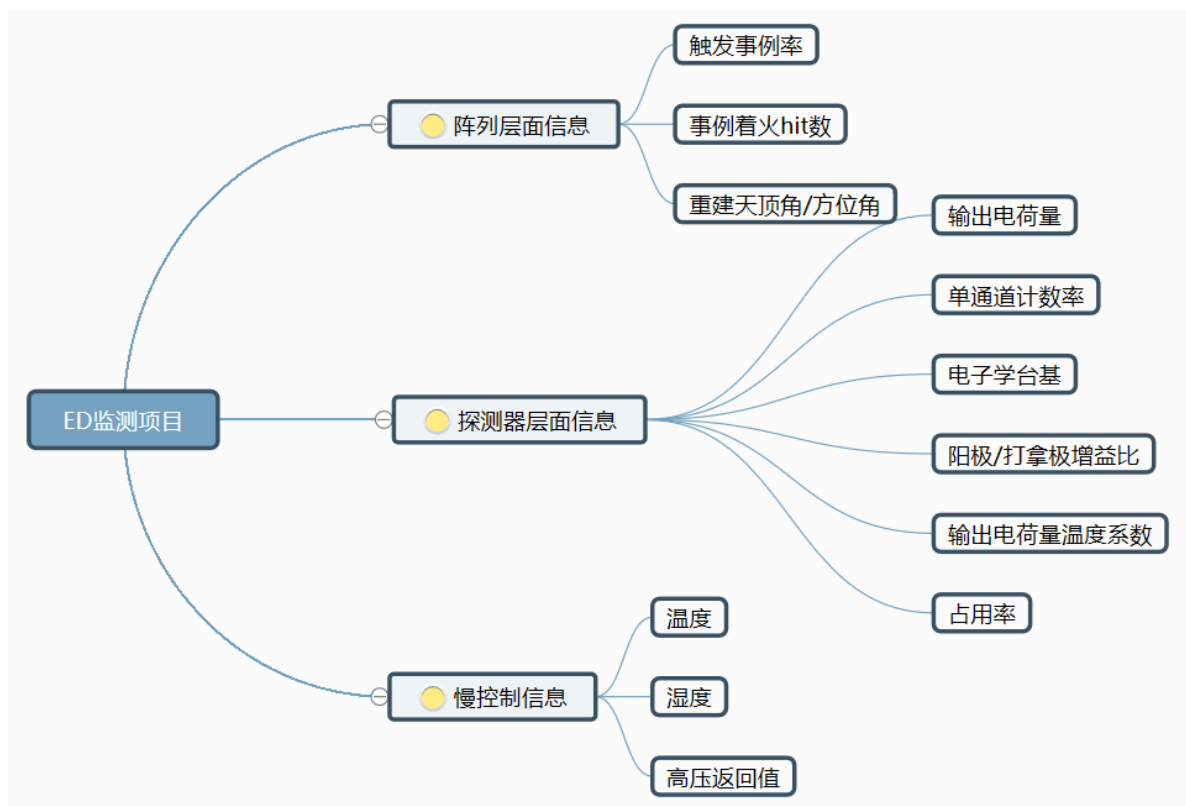 ED监测项目
阵列层面信息
触发事例率
事例着火hit数
重建天顶角/方位角
探测器层面信息
输出电荷量
单通道计数率
电子学台基
阳极/打拿极增益比
输出电荷量温度系数
占用率
慢控制信息
温度
湿度
高压返回值